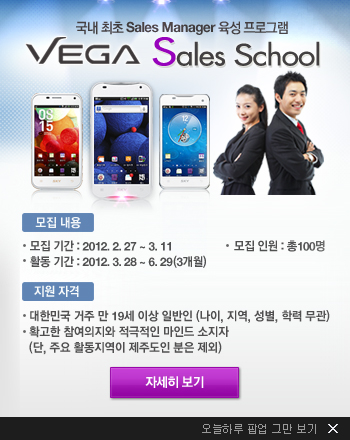 국내 최초 Sales Manager 육성 프로그램
VEGA Sales School
08
15
모집 내용
· 모집 기간 : 2012. 2. 27 ~ 3. 11 · 모집 인원 : 총100명
· 활동 기간 : 2012. 3. 28 ~ 6. 29(3개월)
지원 자격
· 대한민국 거주 만 19세 이상 일반인 (나이, 지역, 성별, 학력 무관)
· 확고한 참여의지와 적극적인 마인드 소지자
(단, 주요 활동지역이 제주도인 분은 제외)
자세히 보기
오늘하루 팝업 그만 보기 ✕